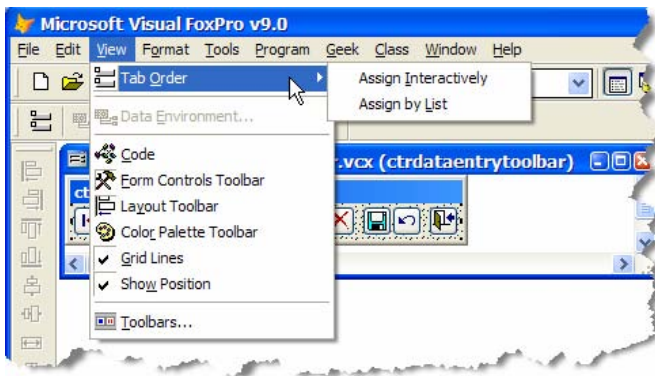 Microsoft Visual FoxPro v9.0
File Edit View Format Tools Program Geek Class Window Help
Tab Order
Assign Interactively
Assign by List
Data Environment...
Code
.vcx (ctrdataentrytoolbar)
Form Controls Toolbar
Layout Toolbar
Color Palette Toolbar
Grid Lines
Show Position
Toolbars...